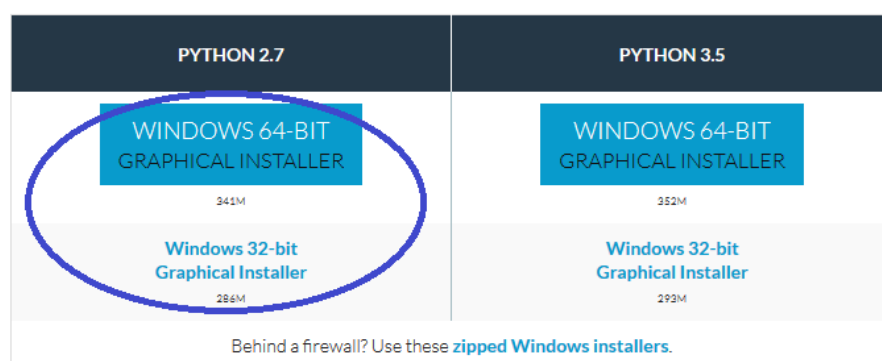 PYTHON 2.7
PYTHON 3.5
WINDOWS 64-BIT
GRAPHICAL INSTALLER
341M
WINDOWS 64-BIT
GRAPHICAL INSTALLER
352M
Windows 32-bit
Graphical Installer
286M
Windows 32-bit
Graphical Installer
293M
Behind a firewall? Use these zipped Windows installers.